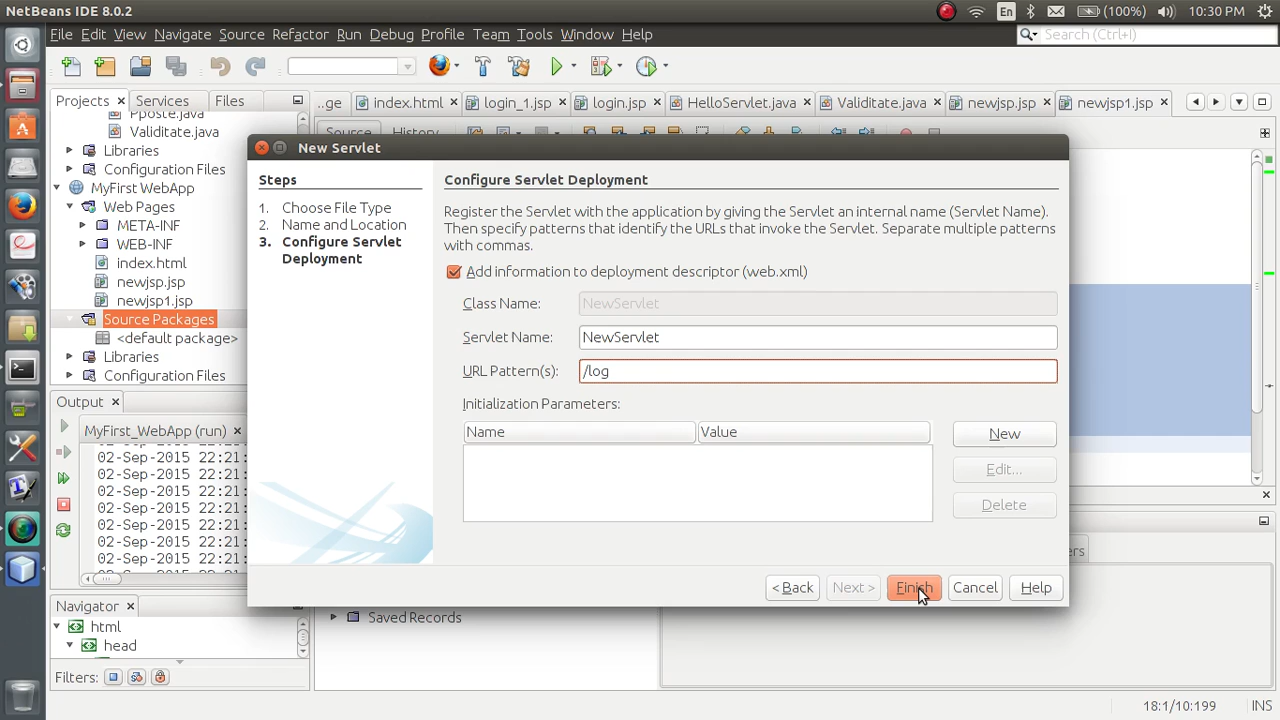 NetBeans IDE 8.0.2
En
(100%)
10:30 PM
File Edit View Navigate Source Refactor Run Debug Profile Team Tools Window Help
Search (Ctrl+I)
Projects
Services
Files
...ge
index.html
login_1.jsp
login.jsp
HelloServlet.java
Validitate.java
newjsp.jsp
newjsp1.jsp
Source
History
Pposte.java
Validitate.java
Libraries
Configuration Files
MyFirst WebApp
Web Pages
META-INF
WEB-INF
index.html
newjsp.jsp
newjsp1.jsp
Source Packages
<default package>
Libraries
Configuration Files
Output
MyFirst_WebApp (run)
02-Sep-2015 22:21:
02-Sep-2015 22:21:
02-Sep-2015 22:21:
02-Sep-2015 22:21:
02-Sep-2015 22:21:
02-Sep-2015 22:21:
Navigator
html
head
Filters:
New Servlet
Steps
1. Choose File Type
2. Name and Location
3. Configure Servlet
Deployment
Configure Servlet Deployment
Register the Servlet with the application by giving the Servlet an internal name (Servlet Name).
Then specify patterns that identify the URLs that invoke the Servlet. Separate multiple patterns
with commas.
Add information to deployment descriptor (web.xml)
Class Name: NewServlet
Servlet Name: NewServlet
URL Pattern(s): /log
Initialization Parameters:
Name Value
New
Edit...
Delete
< Back Next > Finish Cancel Help
Saved Records
ers
18:1/10:199
INS